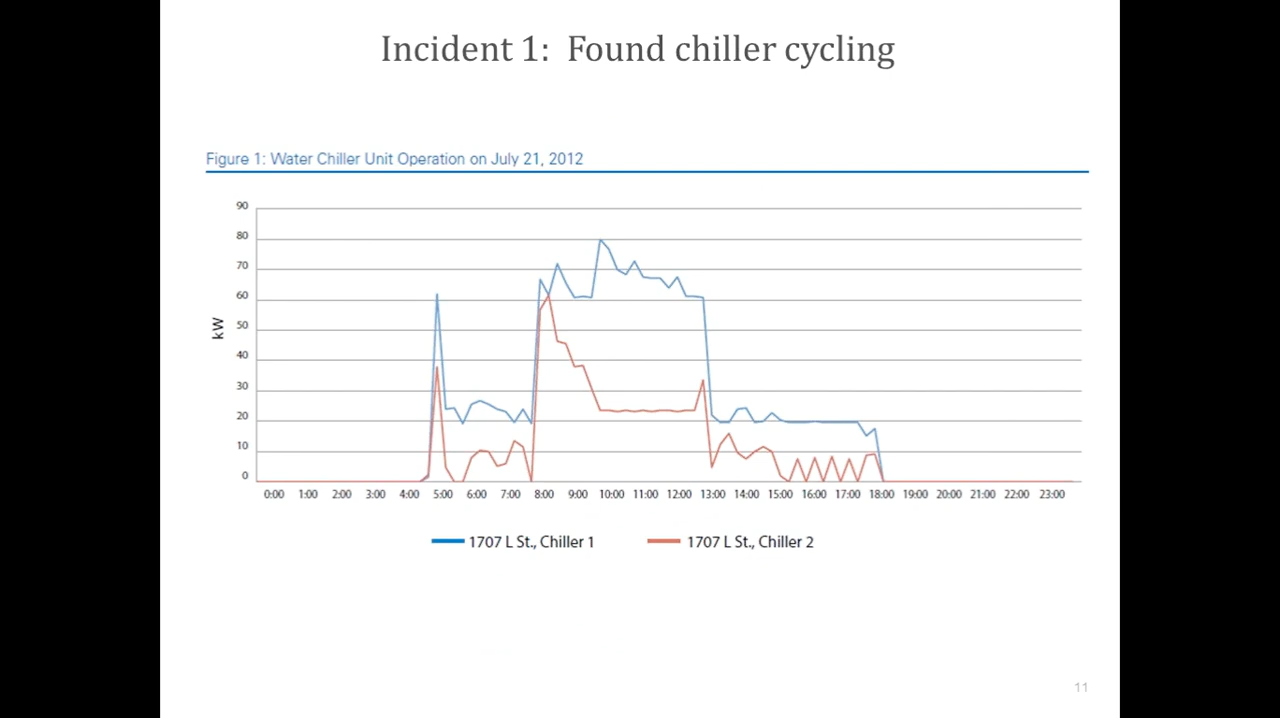 Incident 1:  Found chiller cycling
Figure 1: Water Chiller Unit Operation on July 21, 2012
90
80
70
60
50
40
30
20
10
0
kW
0:00 1:00 2:00 3:00 4:00 5:00 6:00 7:00 8:00 9:00 10:00 11:00 12:00 13:00 14:00 15:00 16:00 17:00 18:00 19:00 20:00 21:00 22:00 23:00
1707 L St., Chiller 1 1707 L St., Chiller 2
11